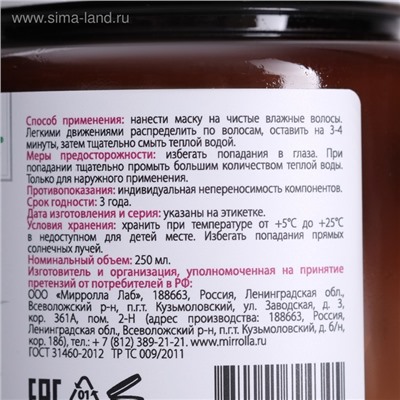 https://www.sima-land.ru
Способ применения: нанести маску на чистые влажные волосы.
Легкими движениями распределить по волосам, оставить на 3-4
минуты, затем тщательно смыть теплой водой.
Меры предосторожности: избегать попадания в глаза. При
попадании тщательно промыть большим количеством теплой воды.
Только для наружного применения.
Противопоказания: индивидуальная непереносимость компонентов.
Срок годности: 3 года.
Дата изготовления и серия: указаны на этикетке.
Условия хранения: хранить при температуре от +5°С до +25°С
в недоступном для детей месте. Избегать попадания прямых
солнечных лучей.
Номинальный объем: 250 мл.
Изготовитель и организация, уполномоченная на принятие
претензий от потребителей в РФ:
ООО «Мирролла Лаб», 188663, Россия, Ленинградская обл.,
Всеволожский р-н, п.г.т. Кузьмоловский, ул. Заводская, д. 3,
кор. 361А, пом. 2-Н (адрес производства: 188663, Россия,
Ленинградская обл., Всеволожский р-н, п.г.т. Кузьмоловский, д. б/н,
кор. 186), тел.: +7 (812) 389-21-21. www.mirrolla.ru
ГОСТ 31460-2012 ТР ТС 009/2011
EAC
01